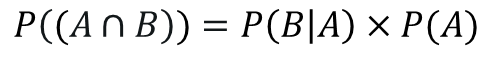 P((A ∩ B)) = P(B|A) × P(A)